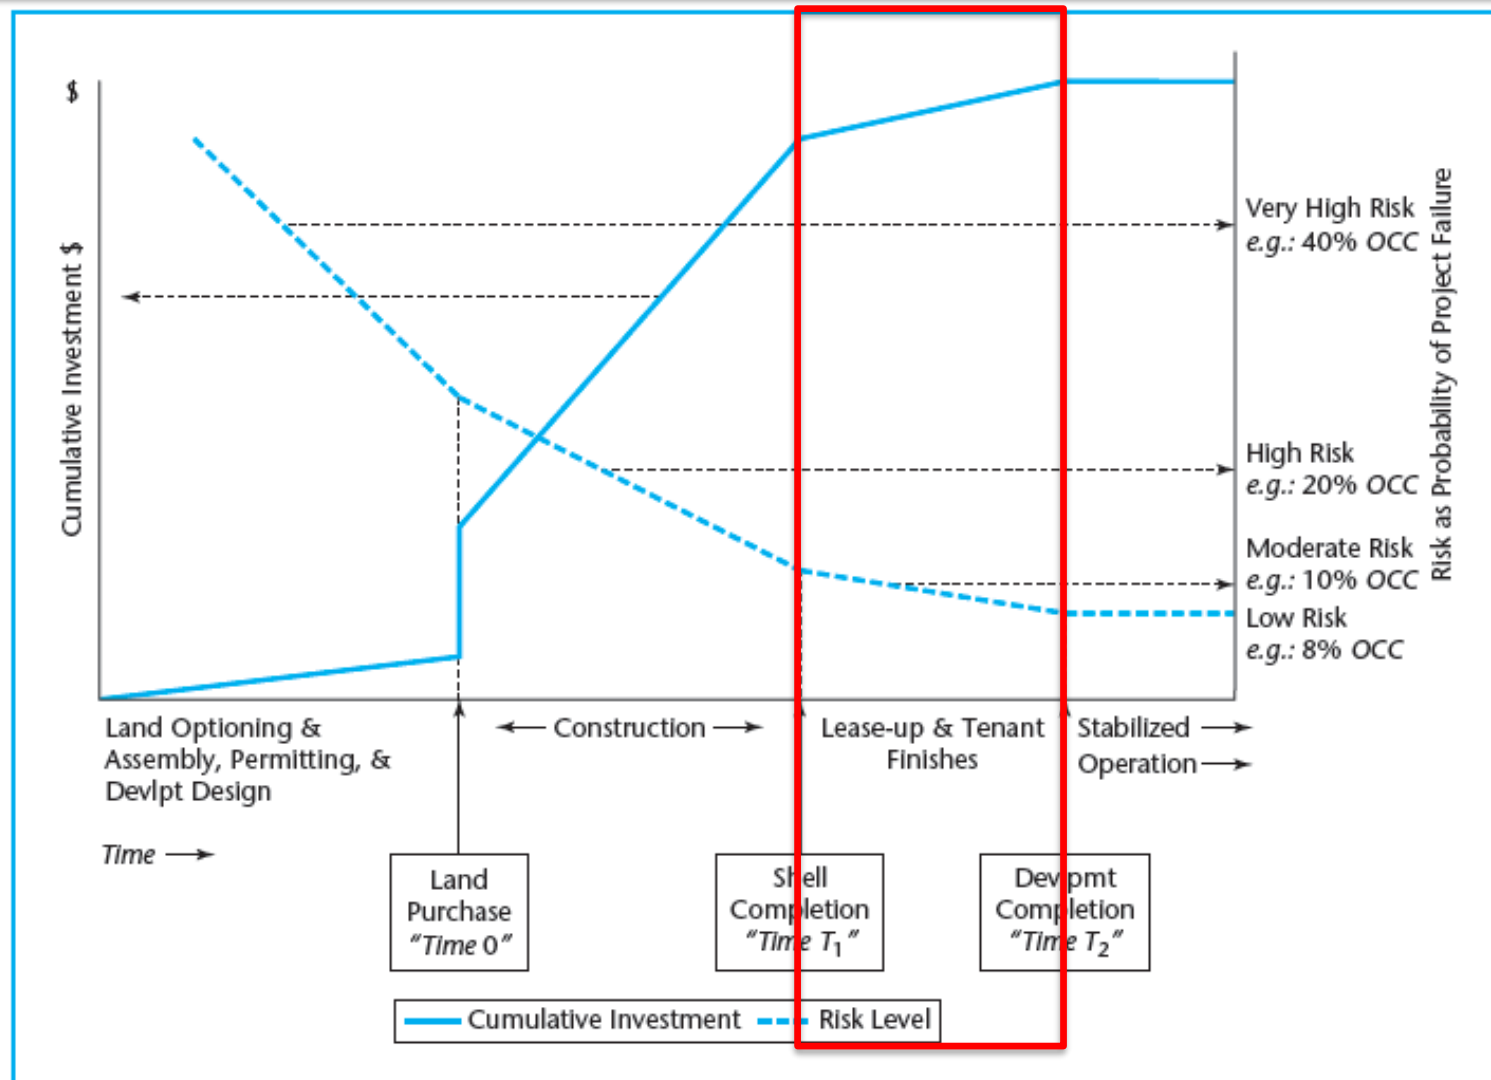 $
Cumulative Investment $
Very High Risk
e.g.: 40% OCC
High Risk
e.g.: 20% OCC
Moderate Risk
e.g.: 10% OCC
Low Risk
e.g.: 8% OCC
Risk as Probability of Project Failure
Land Optioning &
Assembly, Permitting, &
Devlpt Design
Construction
Lease-up & Tenant
Finishes
Stabilized
Operation
Time
Land
Purchase
“Time 0”
Shell
Completion
“Time T1”
Devlpmt
Completion
“Time T2”
Cumulative Investment
Risk Level